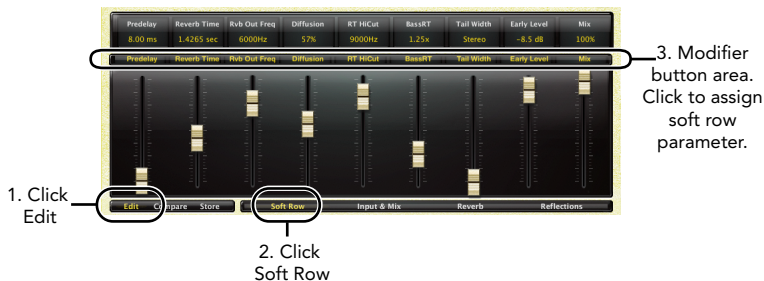 Predelay Reverb Time Rvb Out Freq Diffusion RT HiCut BassRT Tail Width Early Level Mix
8.00 ms 1.4265 sec 6000Hz 57% 9000Hz 1.25x Stereo -8.5 dB 100%
Predelay Reverb Time Rvb Out Freq Diffusion RT HiCut BassRT Tail Width Early Level Mix
3. Modifier
button area.
Click to assign
soft row
parameter.
1. Click
Edit
Edit Compare Store Soft Row Input & Mix Reverb Reflections
2. Click
Soft Row